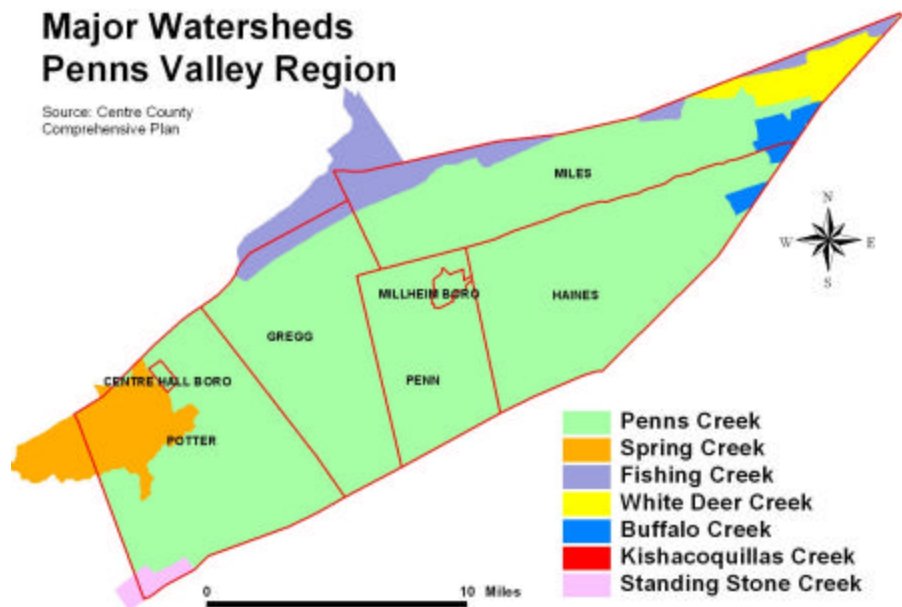 Major Watersheds
Penns Valley Region
Source: Centre County
Comprehensive Plan
MILES
N
W
E
S
MILLHEIM BORO
HAINES
GREGG
CENTRE HALL BORO
PENN
POTTER
Penns Creek
Spring Creek
Fishing Creek
White Deer Creek
Buffalo Creek
Kishacoquillas Creek
Standing Stone Creek
0 10 Miles